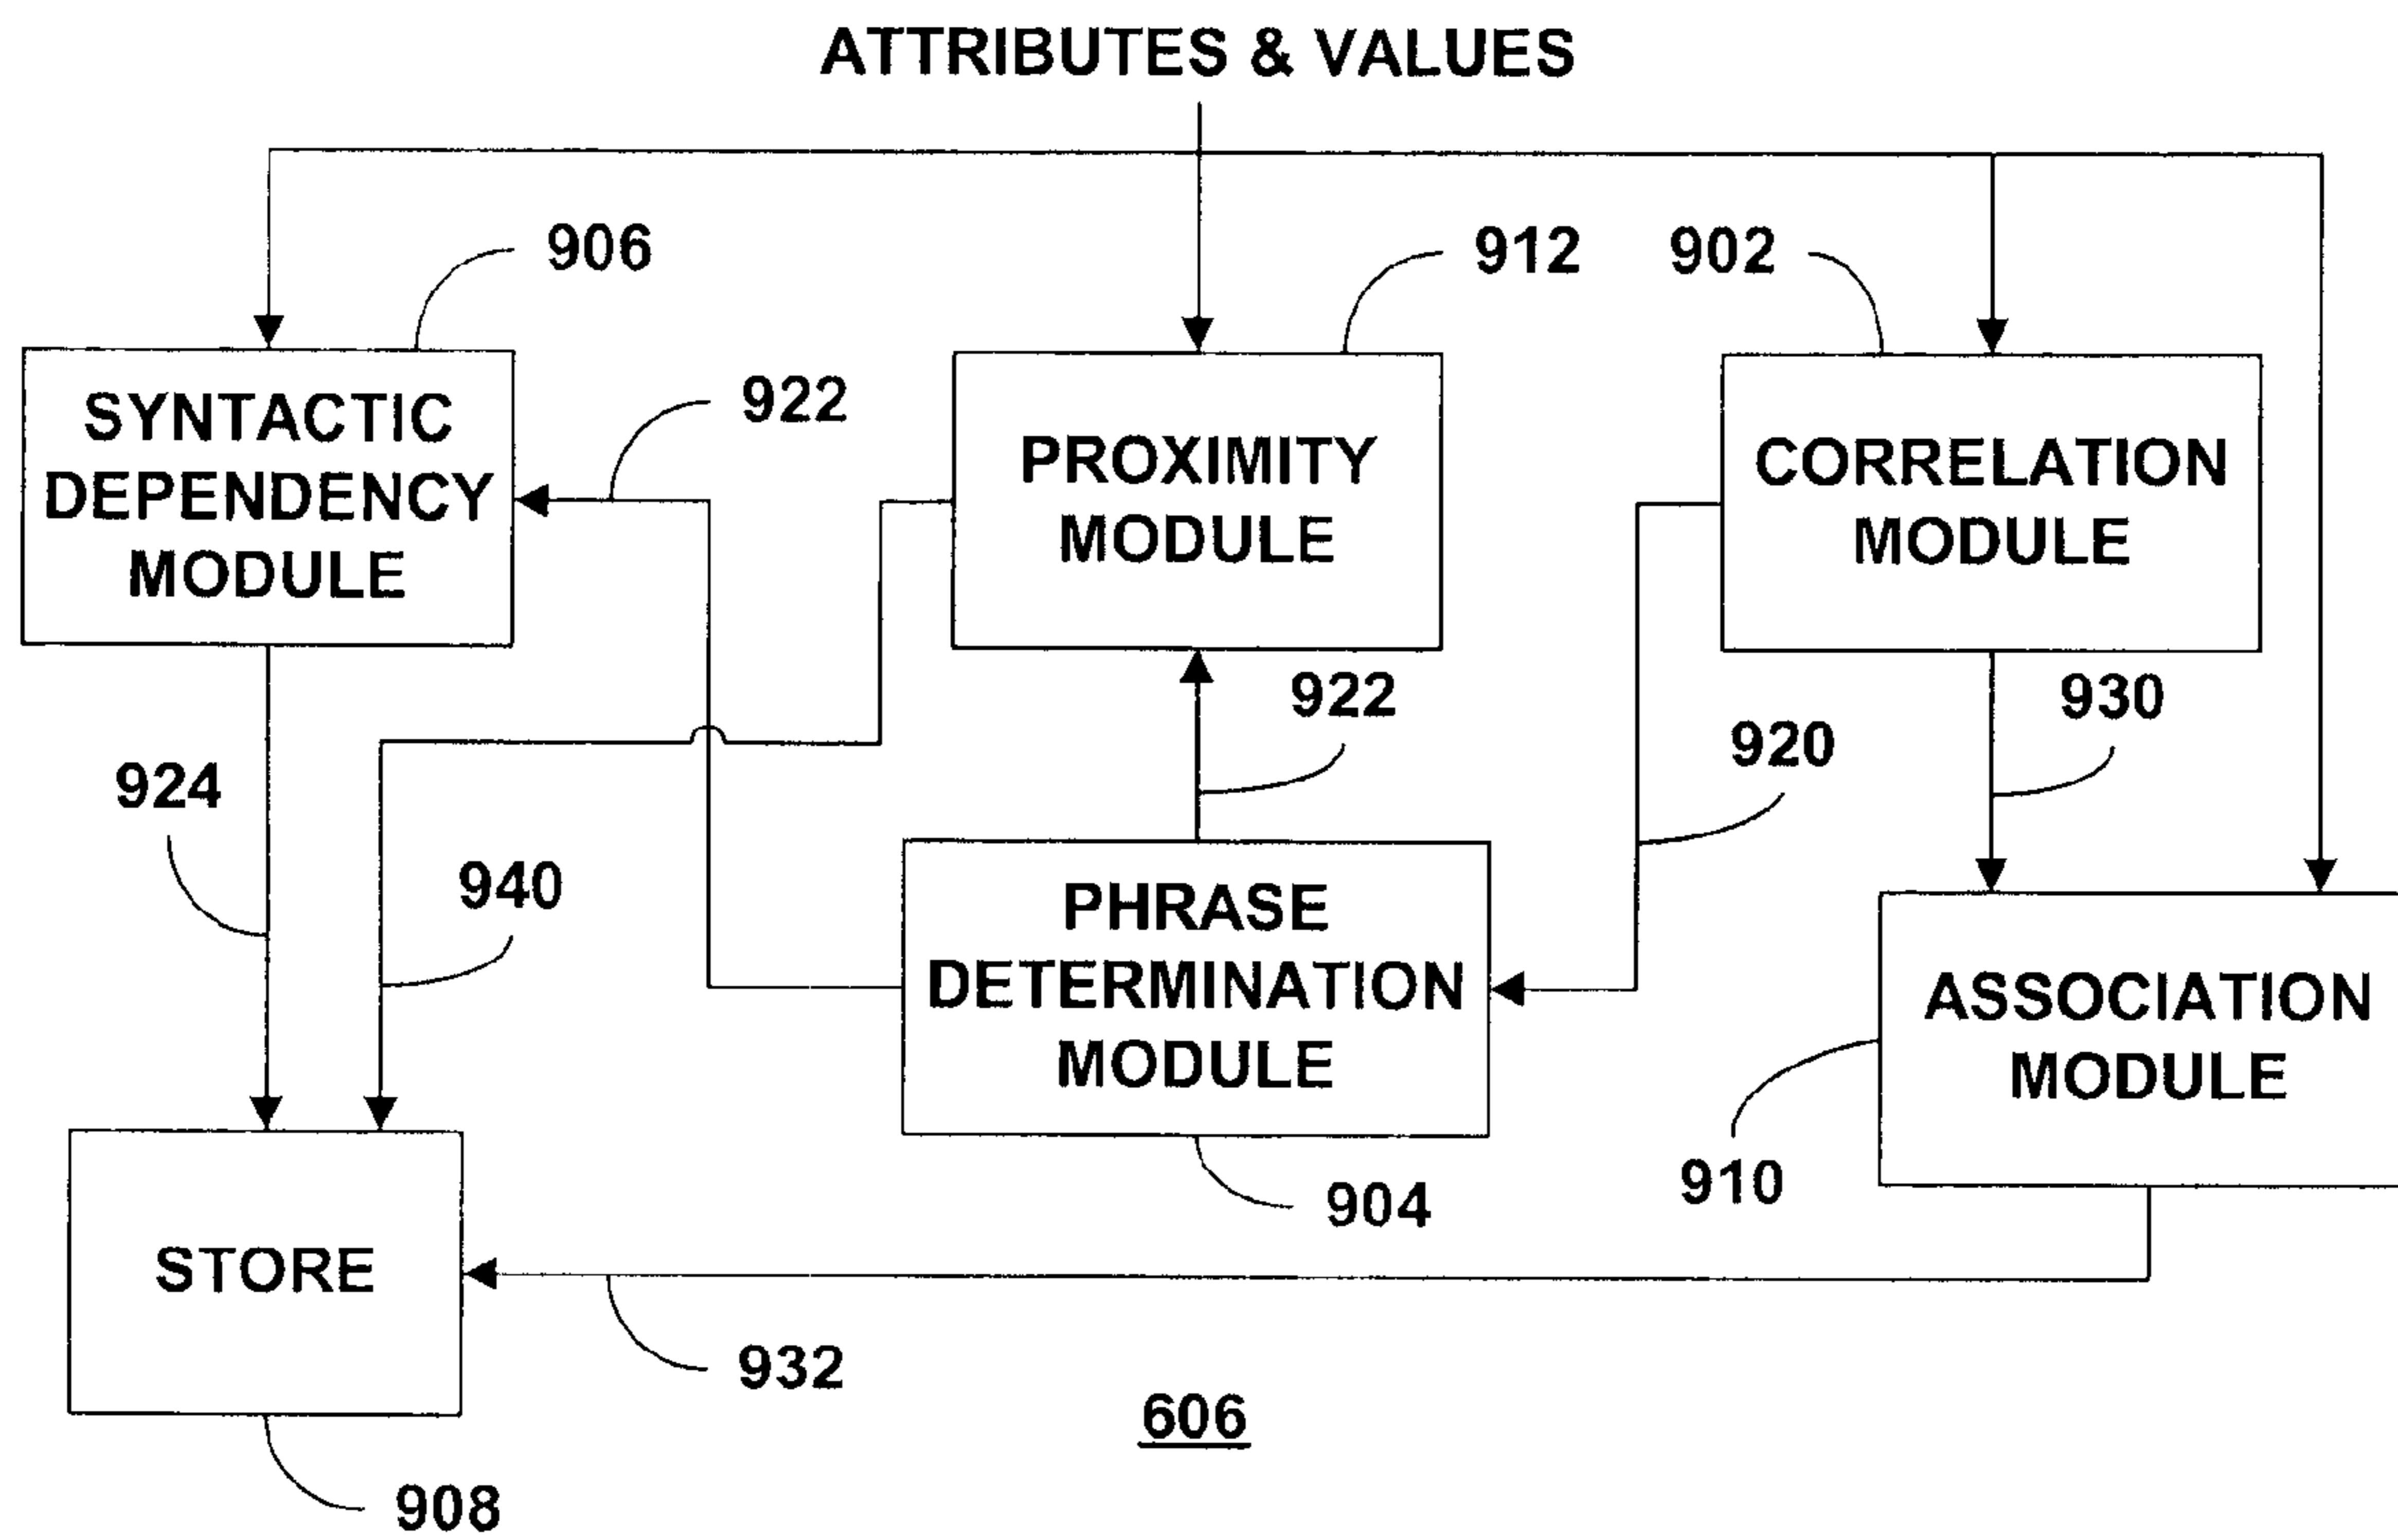 ATTRIBUTES & VALUES
906
912
902
922
SYNTACTIC
DEPENDENCY
MODULE
PROXIMITY
MODULE
CORRELATION
MODULE
922
930
920
924
940
PHRASE
DETERMINATION
MODULE
ASSOCIATION
MODULE
910
904
STORE
932
606
908